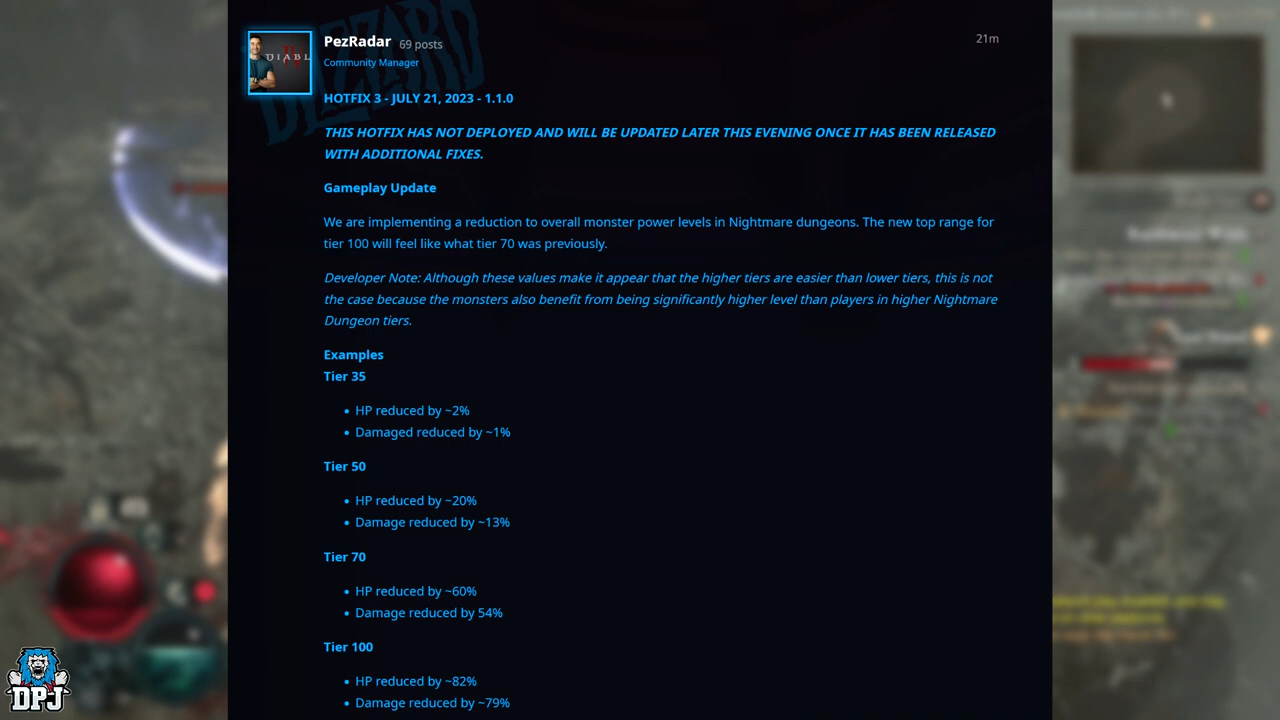 PezRadar 69 posts 21m
Community Manager
HOTFIX 3 - JULY 21, 2023 - 1.1.0
THIS HOTFIX HAS NOT DEPLOYED AND WILL BE UPDATED LATER THIS EVENING ONCE IT HAS BEEN RELEASED
WITH ADDITIONAL FIXES.
Gameplay Update
We are implementing a reduction to overall monster power levels in Nightmare dungeons. The new top range for
tier 100 will feel like what tier 70 was previously.
Developer Note: Although these values make it appear that the higher tiers are easier than lower tiers, this is not
the case because the monsters also benefit from being significantly higher level than players in higher Nightmare
Dungeon tiers.
Examples
Tier 35
• HP reduced by ~2%
• Damaged reduced by ~1%
Tier 50
• HP reduced by ~20%
• Damage reduced by ~13%
Tier 70
• HP reduced by ~60%
• Damage reduced by 54%
Tier 100
• HP reduced by ~82%
• Damage reduced by ~79%
BLIZZARD
DIABL
DPJ